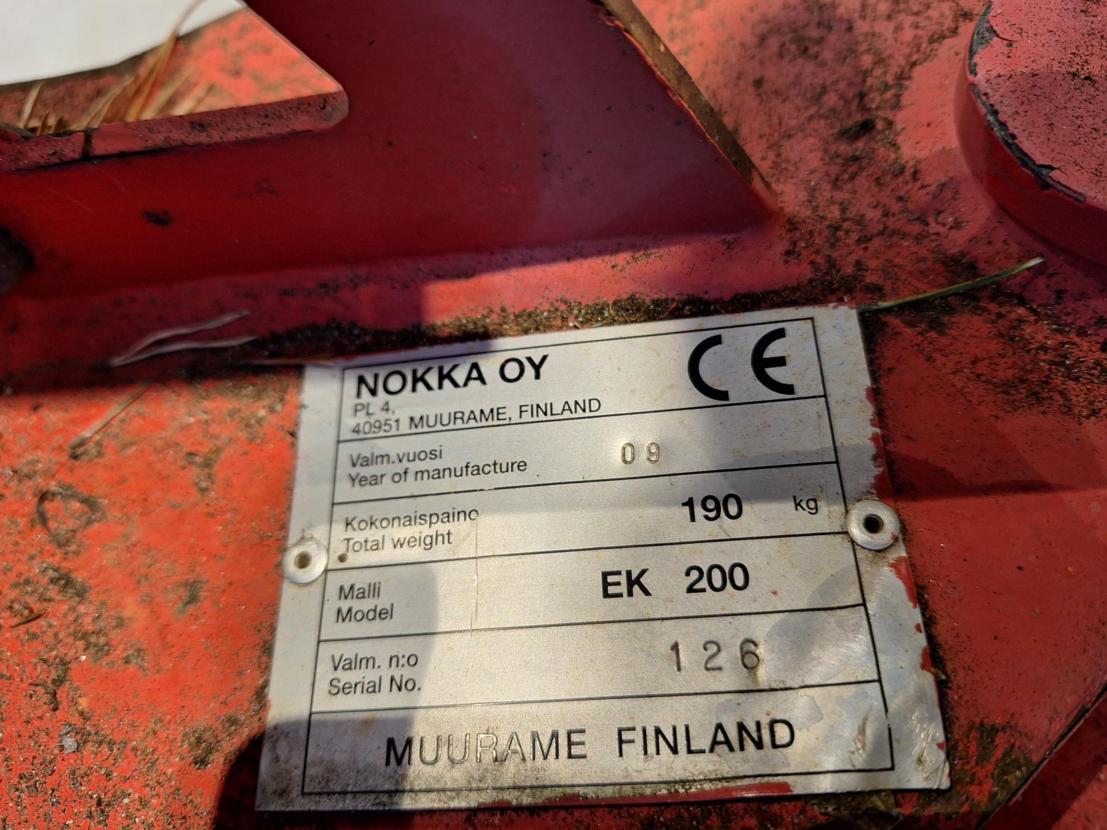 NOKKA OY
CE
PL 4,
40951 MUURAME, FINLAND
Valm.vuosi
Year of manufacture
09
Kokonaispaino
Total weight
190 kg
Malli
Model
EK 200
Valm. n:o
Serial No.
126
MUURAME FINLAND